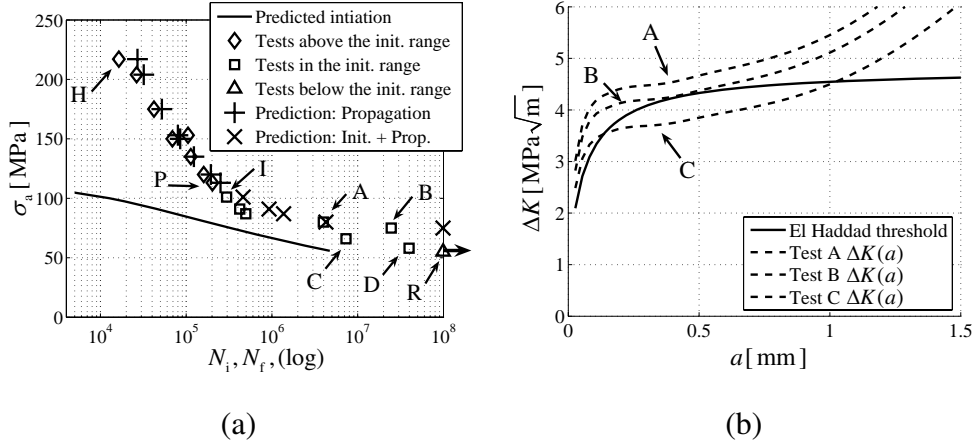 250
200
150
100
50
0
σa [MPa]
10^4
10^5
10^6
10^7
10^8
Ni, Nf, (log)
Predicted intiation
Tests above the init. range
Tests in the init. range
Tests below the init. range
Prediction: Propagation
Prediction: Init. + Prop.
H
P
I
A
B
C
D
R
(a)
6
5
4
3
2
1
0
ΔK [MPa√m]
0
0.5
1
1.5
a [mm]
A
B
C
El Haddad threshold
Test A ΔK(a)
Test B ΔK(a)
Test C ΔK(a)
(b)